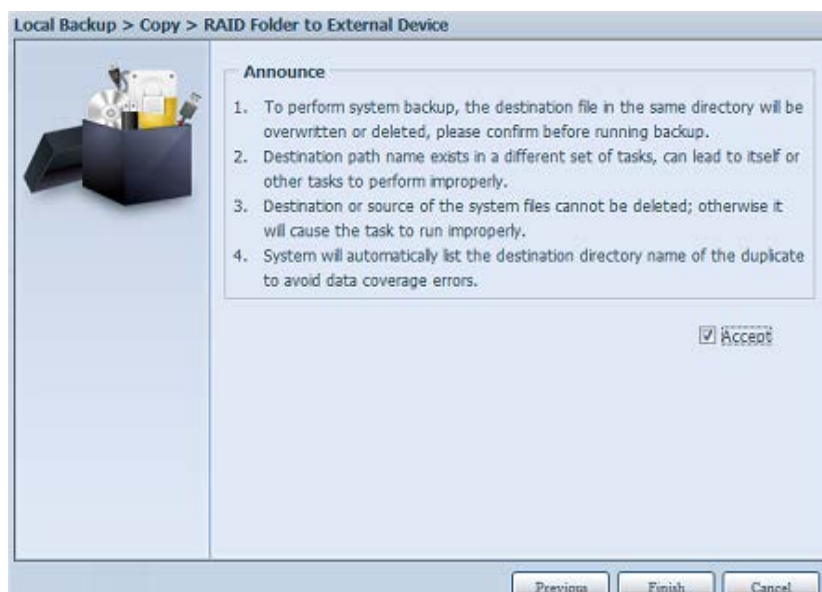 Local Backup > Copy > RAID Folder to External Device
Announce
1. To perform system backup, the destination file in the same directory will be
overwritten or deleted, please confirm before running backup.
2. Destination path name exists in a different set of tasks, can lead to itself or
other tasks to perform improperly.
3. Destination or source of the system files cannot be deleted; otherwise it
will cause the task to run improperly.
4. System will automatically list the destination directory name of the duplicate
to avoid data coverage errors.
Accept
Previous Finish Cancel